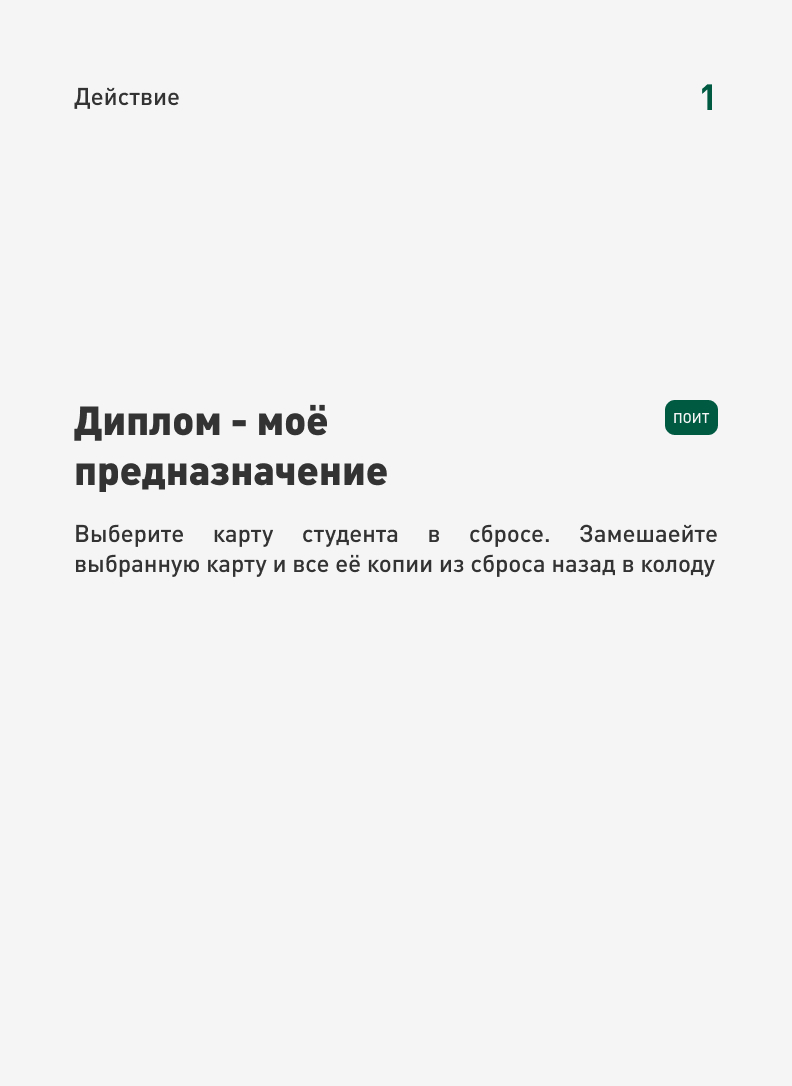 Действие
1
Диплом - моё
предназначение
ПОИТ
Выберите карту студента в сбросе. Замешаейте
выбранную карту и все её копии из сброса назад в колоду